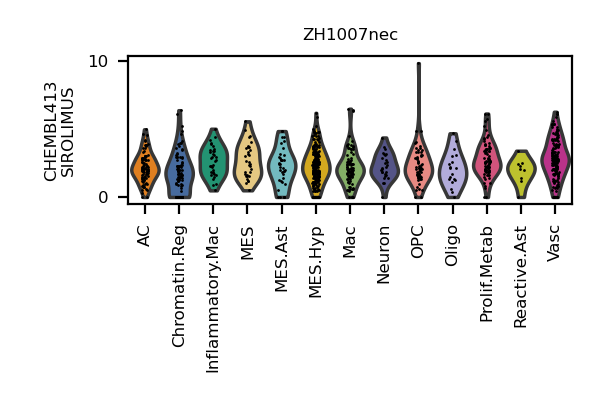 ZH1007nec
CHEMBL413
SIROLIMUS
10
0
AC
Chromatin.Reg
Inflammatory.Mac
MES
MES.Ast
MES.Hyp
Mac
Neuron
OPC
Oligo
Prolif.Metab
Reactive.Ast
Vasc